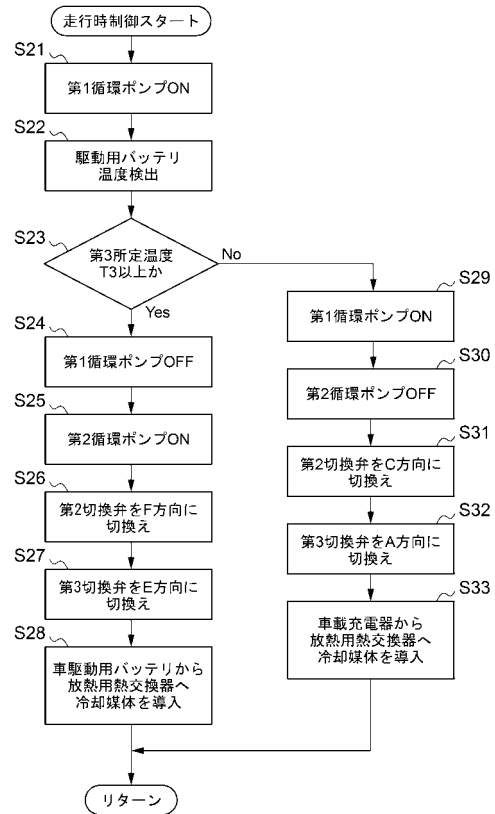 走行時制御スタート
S21
第1循環ポンプON
S22
駆動用バッテリ
温度検出
S23
第3所定温度
T3以上か
No
Yes
S24
第1循環ポンプOFF
S25
第2循環ポンプON
S26
第2切換弁をF方向に
切換え
S27
第3切換弁をE方向に
切換え
S28
車駆動用バッテリから
放熱用熱交換器へ
冷却媒体を導入
S29
第1循環ポンプON
S30
第2循環ポンプOFF
S31
第2切換弁をC方向に
切換え
S32
第3切換弁をA方向に
切換え
S33
車載充電器から
放熱用熱交換器へ
冷却媒体を導入
リターン